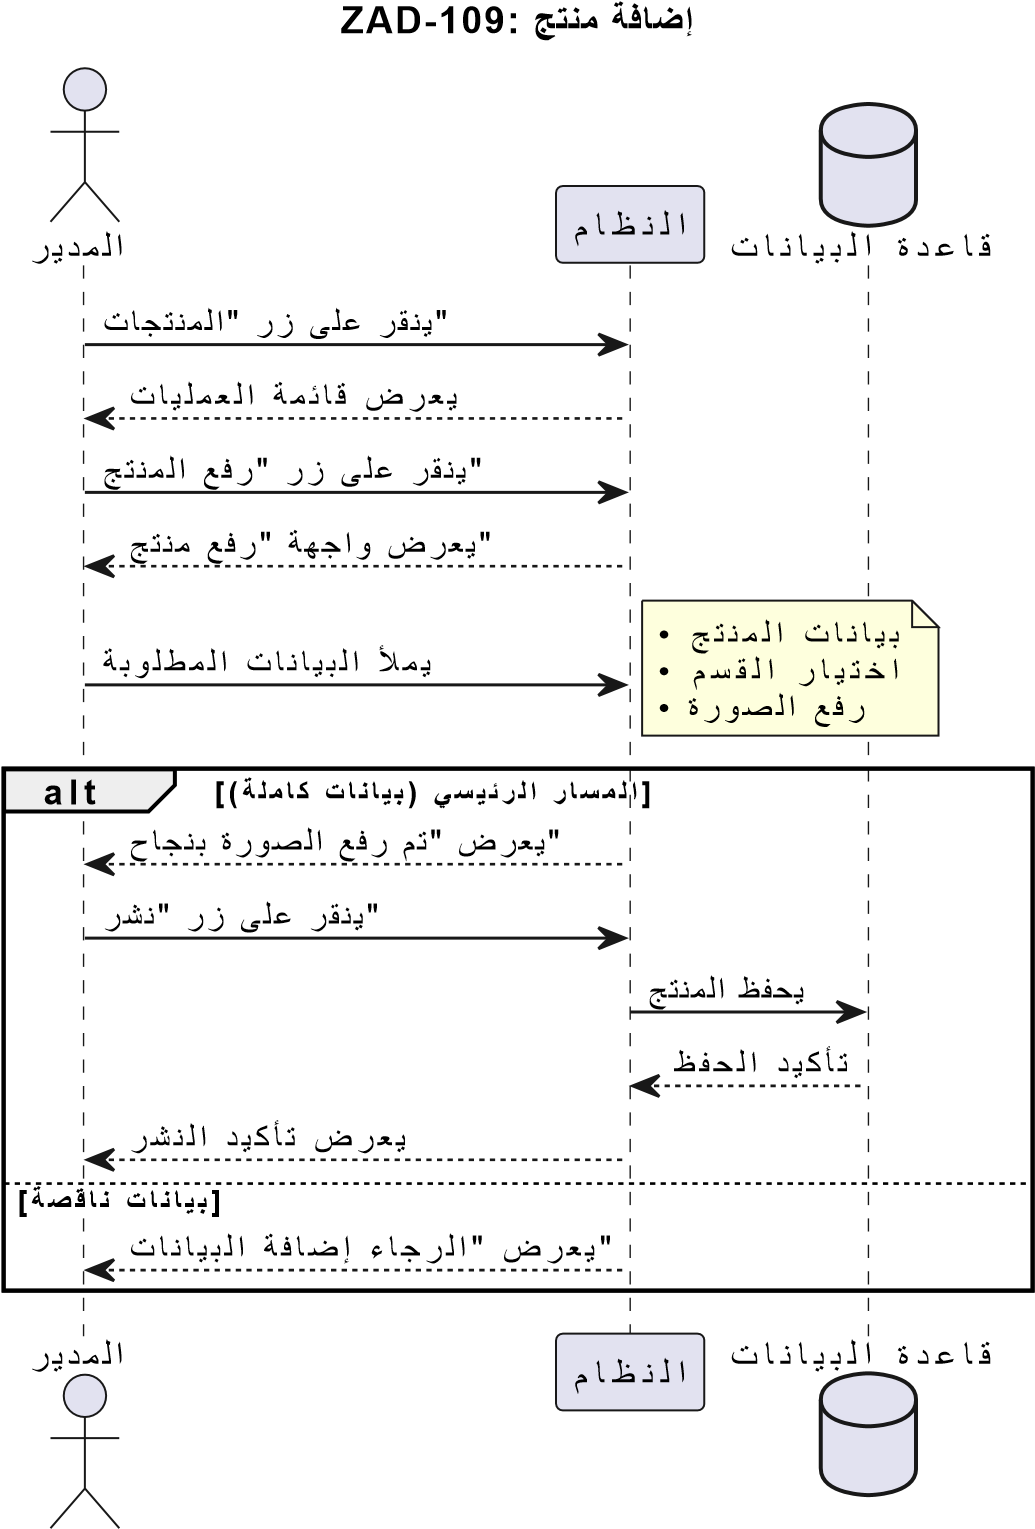 ZAD-109: إضافة منتج
المدير
النظام
قاعدة البيانات
ينقر على زر "المنتجات"
يعرض قائمة العمليات
ينقر على زر "رفع المنتج"
يعرض واجهة "رفع منتج"
يملأ البيانات المطلوبة
• بيانات المنتج
• اختيار القسم
• رفع الصورة
alt
[المسار الرئيسي (بيانات كاملة)]
يعرض "تم رفع الصورة بنجاح"
ينقر على زر "نشر"
يحفظ المنتج
تأكيد الحفظ
يعرض تأكيد النشر
[بيانات ناقصة]
يعرض "الرجاء إضافة البيانات"
المدير
النظام
قاعدة البيانات